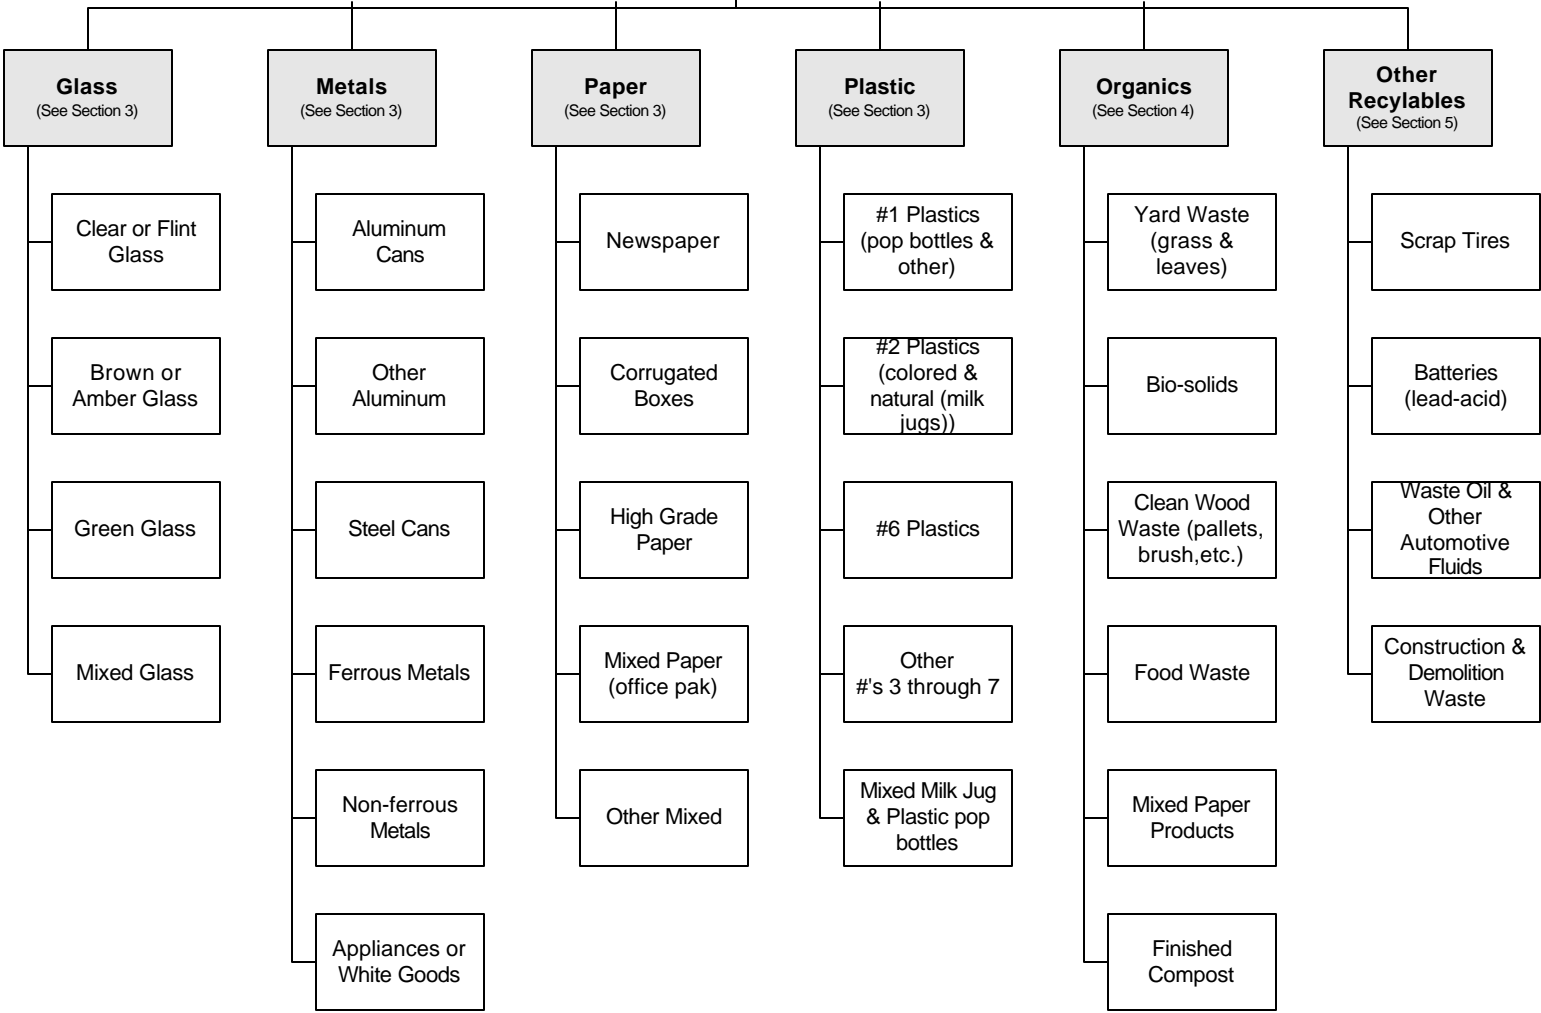 Glass
(See Section 3)
Clear or Flint
Glass
Brown or
Amber Glass
Green Glass
Mixed Glass
Metals
(See Section 3)
Aluminum
Cans
Other
Aluminum
Steel Cans
Ferrous Metals
Non-ferrous
Metals
Appliances or
White Goods
Paper
(See Section 3)
Newspaper
Corrugated
Boxes
High Grade
Paper
Mixed Paper
(office pak)
Other Mixed
Plastic
(See Section 3)
#1 Plastics
(pop bottles &
other)
#2 Plastics
(colored &
natural (milk
jugs))
#6 Plastics
Other
#'s 3 through 7
Mixed Milk Jug
& Plastic pop
bottles
Organics
(See Section 4)
Yard Waste
(grass &
leaves)
Bio-solids
Clean Wood
Waste (pallets,
brush,etc.)
Food Waste
Mixed Paper
Products
Finished
Compost
Other
Recylables
(See Section 5)
Scrap Tires
Batteries
(lead-acid)
Waste Oil &
Other
Automotive
Fluids
Construction &
Demolition
Waste